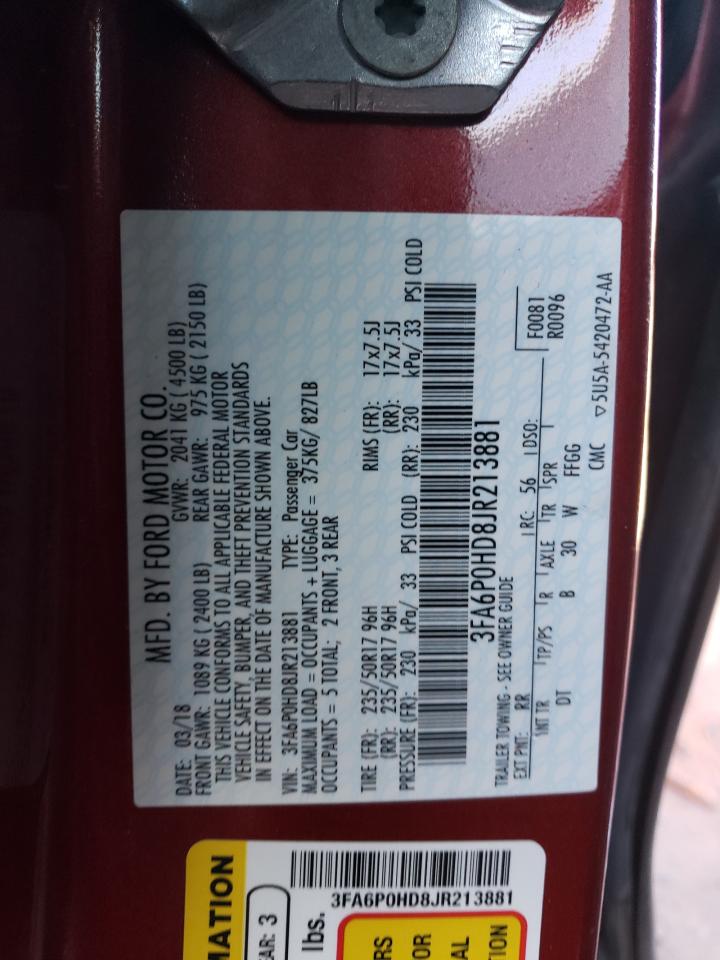 MFD. BY FORD MOTOR CO.
DATE: 03/18 GVWR: 2041 KG ( 4500 LB)
FRONT GAWR: 1089 KG ( 2400 LB) REAR GAWR: 975 KG ( 2150 LB)
THIS VEHICLE CONFORMS TO ALL APPLICABLE FEDERAL MOTOR
VEHICLE SAFETY, BUMPER, AND THEFT PREVENTION STANDARDS
IN EFFECT ON THE DATE OF MANUFACTURE SHOWN ABOVE.
VIN: 3FA6P0HD8JR213881 TYPE: Passenger Car
MAXIMUM LOAD = OCCUPANTS + LUGGAGE = 375KG/ 827LB
OCCUPANTS = 5 TOTAL; 2 FRONT, 3 REAR
TIRE (FR): 235/50R17 96H RIMS (FR): 17x7.5J
(RR): 235/50R17 96H (RR): 17x7.5J
PRESSURE (FR): 230 kPa/ 33 PSI COLD (RR): 230 kPa/ 33 PSI COLD
3FA6P0HD8JR213881
TRAILER TOWING - SEE OWNER GUIDE
EXT PNT: RR RC: 56 DSO: F0081
R0096
INT TR TP/PS R AXLE TR SPR
DT B 30 W FFGG
CMC ▽5U5A-5420472-AA
MATION
EAR: 3
lbs.
3FA6P0HD8JR213881
RS
OR
AL
TION